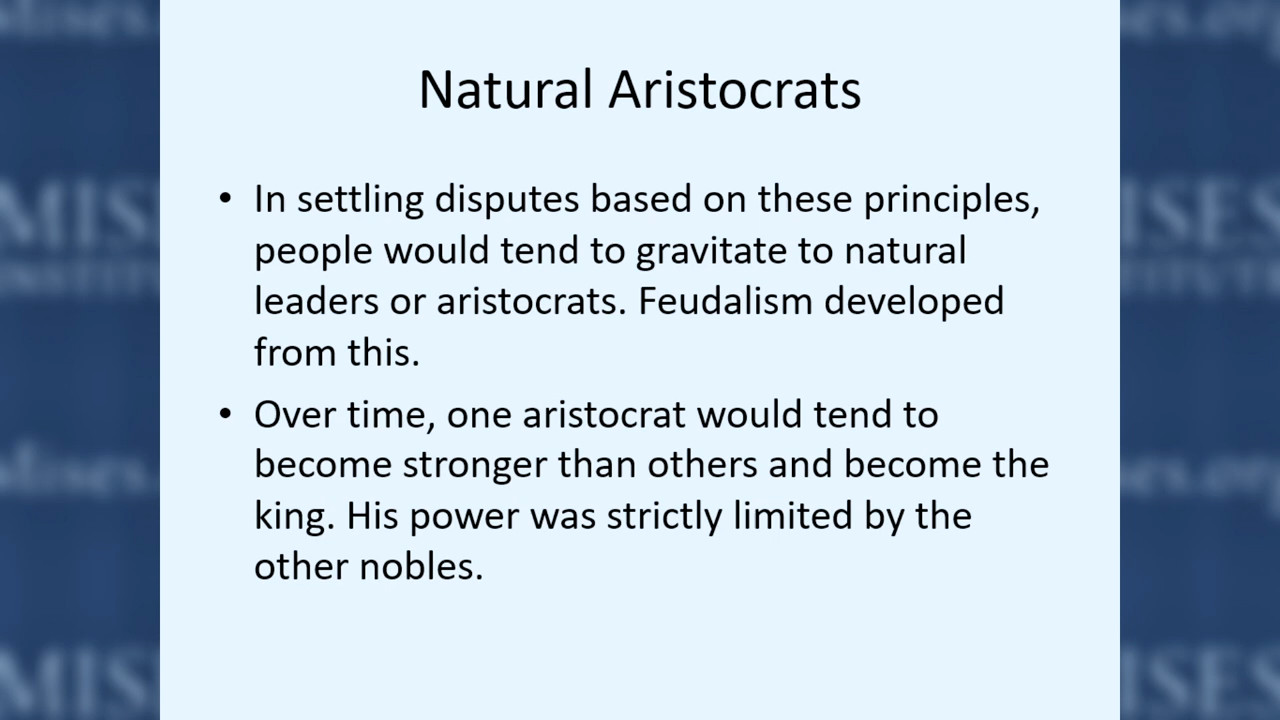 Natural Aristocrats
• In settling disputes based on these principles,
people would tend to gravitate to natural
leaders or aristocrats. Feudalism developed
from this.
• Over time, one aristocrat would tend to
become stronger than others and become the
king. His power was strictly limited by the
other nobles.